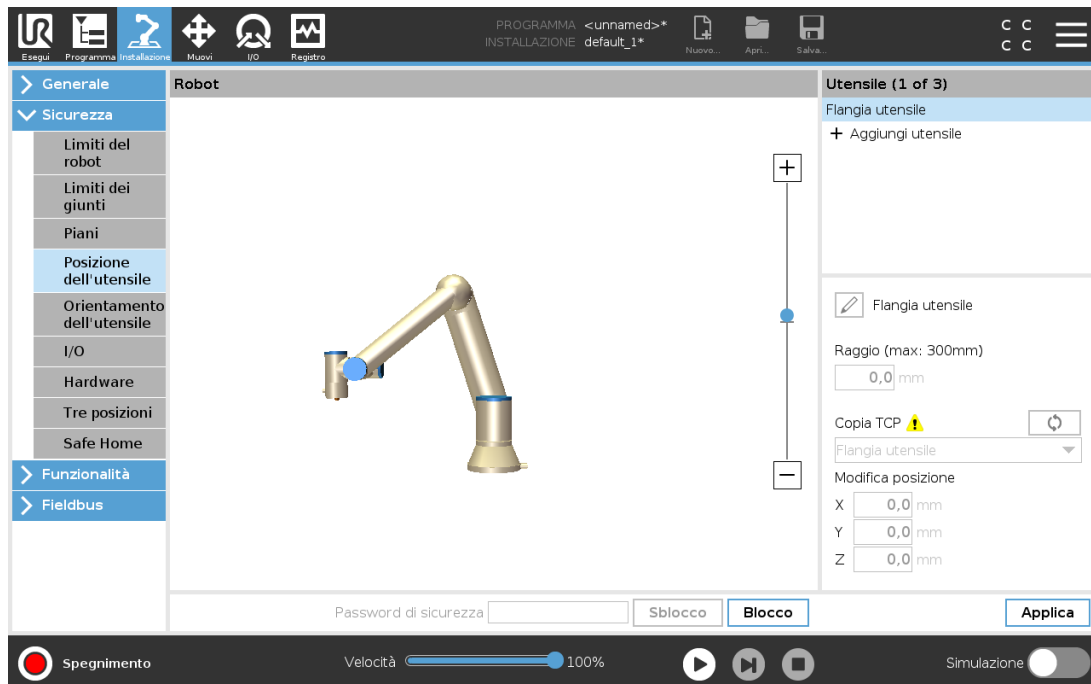 UR
PROGRAMMA <unnamed>*
INSTALLAZIONE default_1*
Esegui
Programma
Installazione
Muovi
I/O
Registro
Nuovo...
Apri...
Salva...
C C
C C
Generale
Sicurezza
Limiti del
robot
Limiti dei
giunti
Piani
Posizione
dell'utensile
Orientamento
dell'utensile
I/O
Hardware
Tre posizioni
Safe Home
Funzionalità
Fieldbus
Robot
+
−
Password di sicurezza
Sblocco
Blocco
Utensile (1 of 3)
Flangia utensile
+ Aggiungi utensile
Flangia utensile
Raggio (max: 300mm)
0,0 mm
Copia TCP
Flangia utensile
Modifica posizione
X 0,0 mm
Y 0,0 mm
Z 0,0 mm
Applica
Spegnimento
Velocità 100%
Simulazione